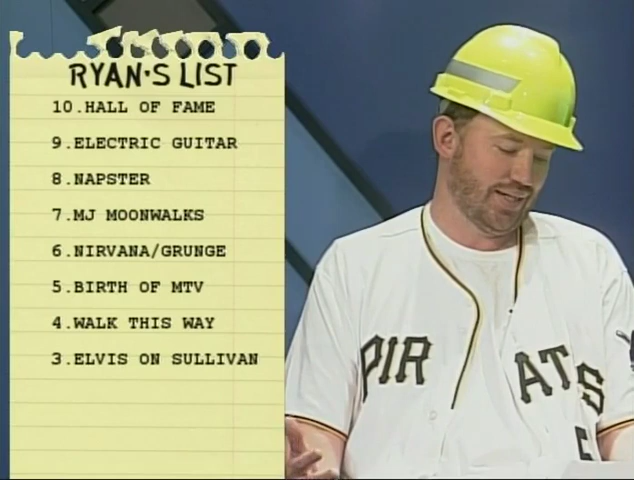 RYAN'S LIST
10.HALL OF FAME
9.ELECTRIC GUITAR
8.NAPSTER
7.MJ MOONWALKS
6.NIRVANA/GRUNGE
5.BIRTH OF MTV
4.WALK THIS WAY
3.ELVIS ON SULLIVAN
PIRATS